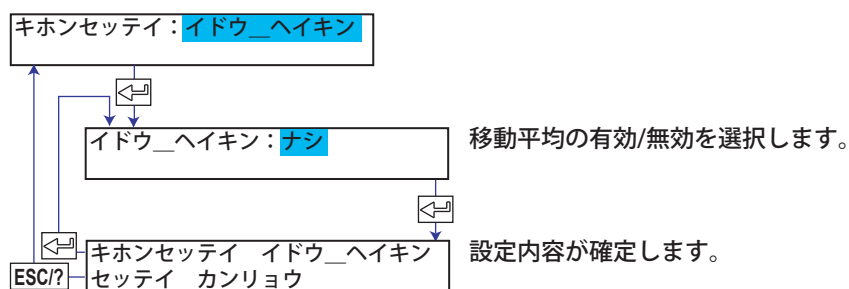 キホンセッテイ：イドウ__ヘイキン
イドウ__ヘイキン：ナシ
移動平均の有効/無効を選択します。
キホンセッテイ　イドウ__ヘイキン
セッテイ　カンリョウ
設定内容が確定します。
ESC/?